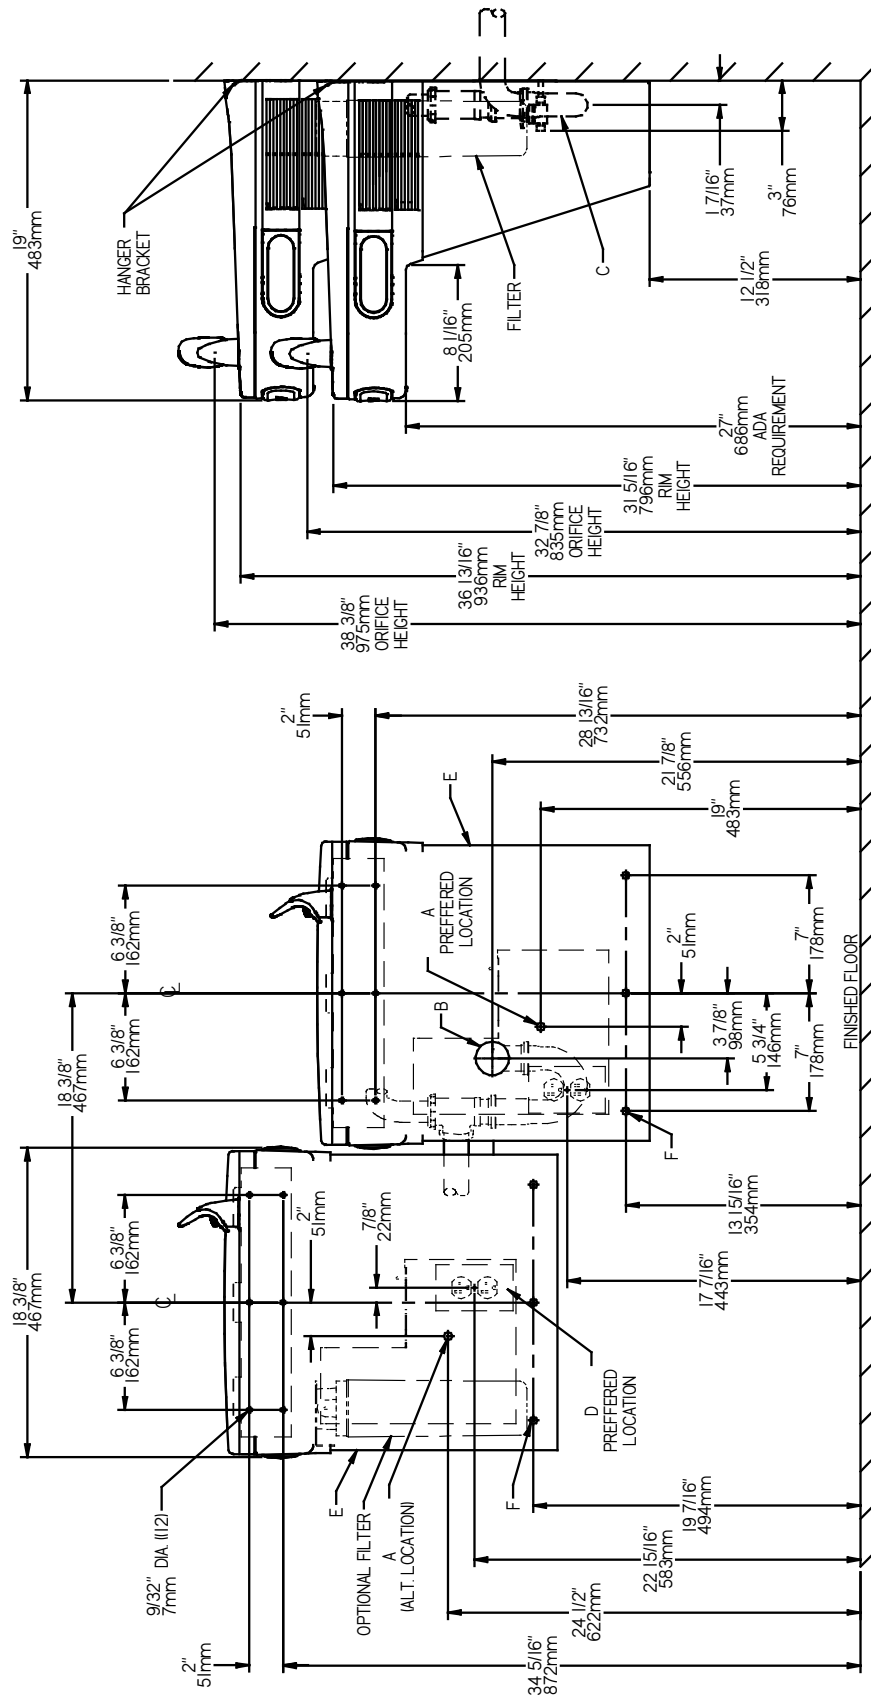 19"
483mm
HANGER
BRACKET
FILTER
C
1 7/16"
37mm
3"
76mm
8 1/16"
205mm
12 1/2"
318mm
27"
686mm
ADA
REQUIREMENT
31 5/16"
796mm
RIM
HEIGHT
32 7/8"
835mm
ORIFICE
HEIGHT
36 13/16"
936mm
RIM
HEIGHT
38 3/8"
975mm
ORIFICE
HEIGHT
2"
51mm
28 13/16"
732mm
21 7/8"
556mm
19"
483mm
E
A
PREFFERED
LOCATION
B
6 3/8"
162mm
CL
6 3/8"
162mm
18 3/8"
467mm
2"
51mm
3 7/8"
98mm
5 3/4"
146mm
7"
178mm
7"
178mm
FINISHED FLOOR
F
13 15/16"
354mm
17 7/16"
443mm
18 3/8"
467mm
6 3/8"
162mm
CL
6 3/8"
162mm
2"
51mm
7/8"
22mm
D
PREFFERED
LOCATION
9/32" DIA. (112)
7mm
E
OPTIONAL FILTER
A
(ALT. LOCATION)
F
19 7/16"
494mm
22 15/16"
583mm
24 1/2"
622mm
2"
51mm
34 5/16"
872mm